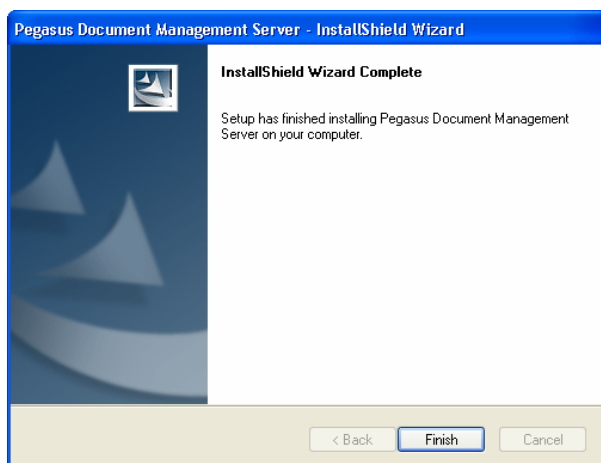 Pegasus Document Management Server - InstallShield Wizard
InstallShield Wizard Complete
Setup has finished installing Pegasus Document Management
Server on your computer.
< Back
Finish
Cancel